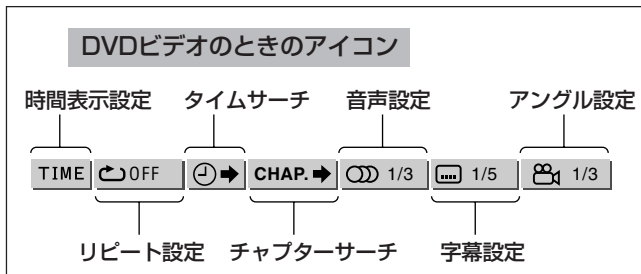 DVDビデオのときのアイコン
時間表示設定 タイムサーチ 音声設定 アングル設定
TIME OFF CHAP. 1/3 1/5 1/3
リピート設定 チャプターサーチ 字幕設定